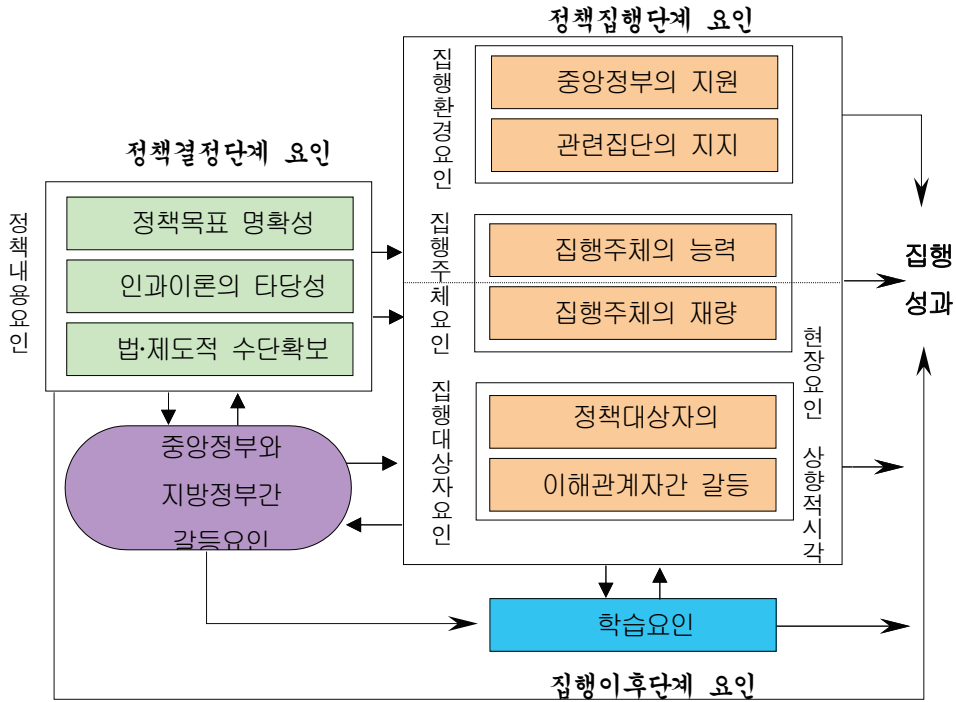 정책집행단계 요인
집행환경요인
중앙정부의 지원
관련집단의 지지
정책결정단계 요인
정책내용요인
정책목표 명확성
인과이론의 타당성
법·제도적 수단확보
집행주체요인
집행주체의 능력
집행주체의 재량
집행
성과
현장요인 상향적시각
집행대상자요인
정책대상자의
이해관계자간 갈등
중앙정부와
지방정부간
갈등요인
학습요인
집행이후단계 요인